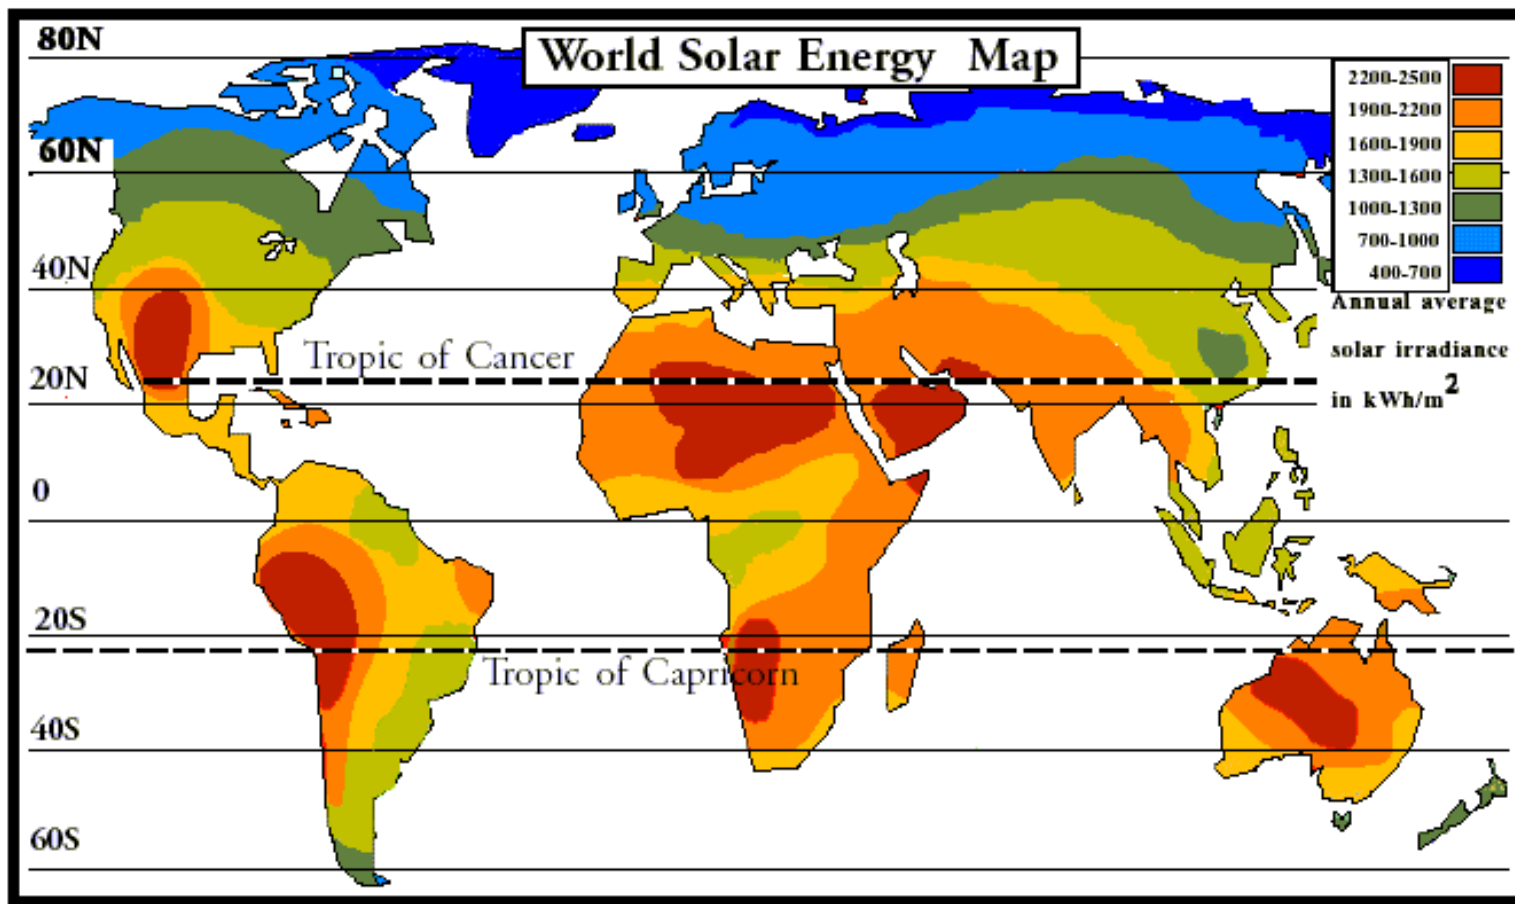 World Solar Energy Map
80N
60N
40N
20N
0
20S
40S
60S
Tropic of Cancer
Tropic of Capricorn
2200-2500
1900-2200
1600-1900
1300-1600
1000-1300
700-1000
400-700
Annual average
solar irradiance
in kWh/m²